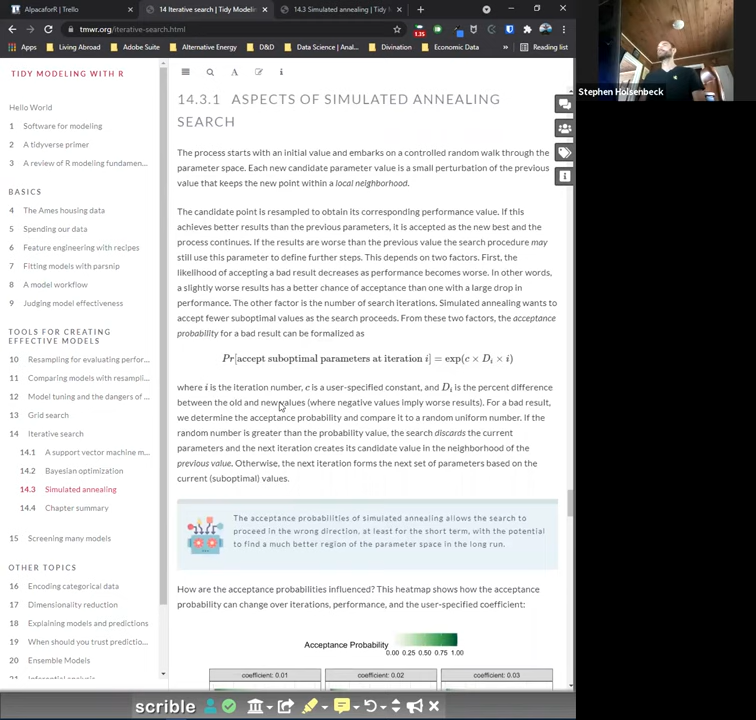 AlpacaforR | Trello
14 Iterative search | Tidy Modeli
14.3 Simulated annealing | Tidy
tmwr.org/iterative-search.html
1.35
Apps
Living Abroad
Adobe Suite
Alternative Energy
D&D
Data Science | Anal...
Divination
Economic Data
Reading list
TIDY MODELING WITH R
Hello World
1 Software for modeling
2 A tidyverse primer
3 A review of R modeling fundamen...
BASICS
4 The Ames housing data
5 Spending our data
6 Feature engineering with recipes
7 Fitting models with parsnip
8 A model workflow
9 Judging model effectiveness
TOOLS FOR CREATING
EFFECTIVE MODELS
10 Resampling for evaluating perfor...
11 Comparing models with resampli...
12 Model tuning and the dangers of ...
13 Grid search
14 Iterative search
14.1 A support vector machine m...
14.2 Bayesian optimization
14.3 Simulated annealing
14.4 Chapter summary
15 Screening many models
OTHER TOPICS
16 Encoding categorical data
17 Dimensionality reduction
18 Explaining models and predictions
19 When should you trust predictio...
20 Ensemble Models
21 Inferential analysis
14.3.1 ASPECTS OF SIMULATED ANNEALING
SEARCH
The process starts with an initial value and embarks on a controlled random walk through the
parameter space. Each new candidate parameter value is a small perturbation of the previous
value that keeps the new point within a local neighborhood.
The candidate point is resampled to obtain its corresponding performance value. If this
achieves better results than the previous parameters, it is accepted as the new best and the
process continues. If the results are worse than the previous value the search procedure may
still use this parameter to define further steps. This depends on two factors. First, the
likelihood of accepting a bad result decreases as performance becomes worse. In other words,
a slightly worse results has a better chance of acceptance than one with a large drop in
performance. The other factor is the number of search iterations. Simulated annealing wants to
accept fewer suboptimal values as the search proceeds. From these two factors, the acceptance
probability for a bad result can be formalized as
Pr[accept suboptimal parameters at iteration i] = exp(c × Di × i)
where i is the iteration number, c is a user-specified constant, and Di is the percent difference
between the old and new values (where negative values imply worse results). For a bad result,
we determine the acceptance probability and compare it to a random uniform number. If the
random number is greater than the probability value, the search discards the current
parameters and the next iteration creates its candidate value in the neighborhood of the
previous value. Otherwise, the next iteration forms the next set of parameters based on the
current (suboptimal) values.
The acceptance probabilities of simulated annealing allows the search to
proceed in the wrong direction, at least for the short term, with the potential
to find a much better region of the parameter space in the long run.
How are the acceptance probabilities influenced? This heatmap shows how the acceptance
probability can change over iterations, performance, and the user-specified coefficient:
Acceptance Probability
0.00 0.25 0.50 0.75 1.00
coefficient: 0.01
coefficient: 0.02
coefficient: 0.03
scrible
Stephen Holsenbeck